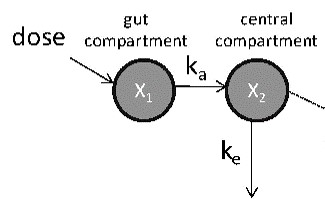 dose
gut
compartment
central
compartment
X1
ka
X2
ke